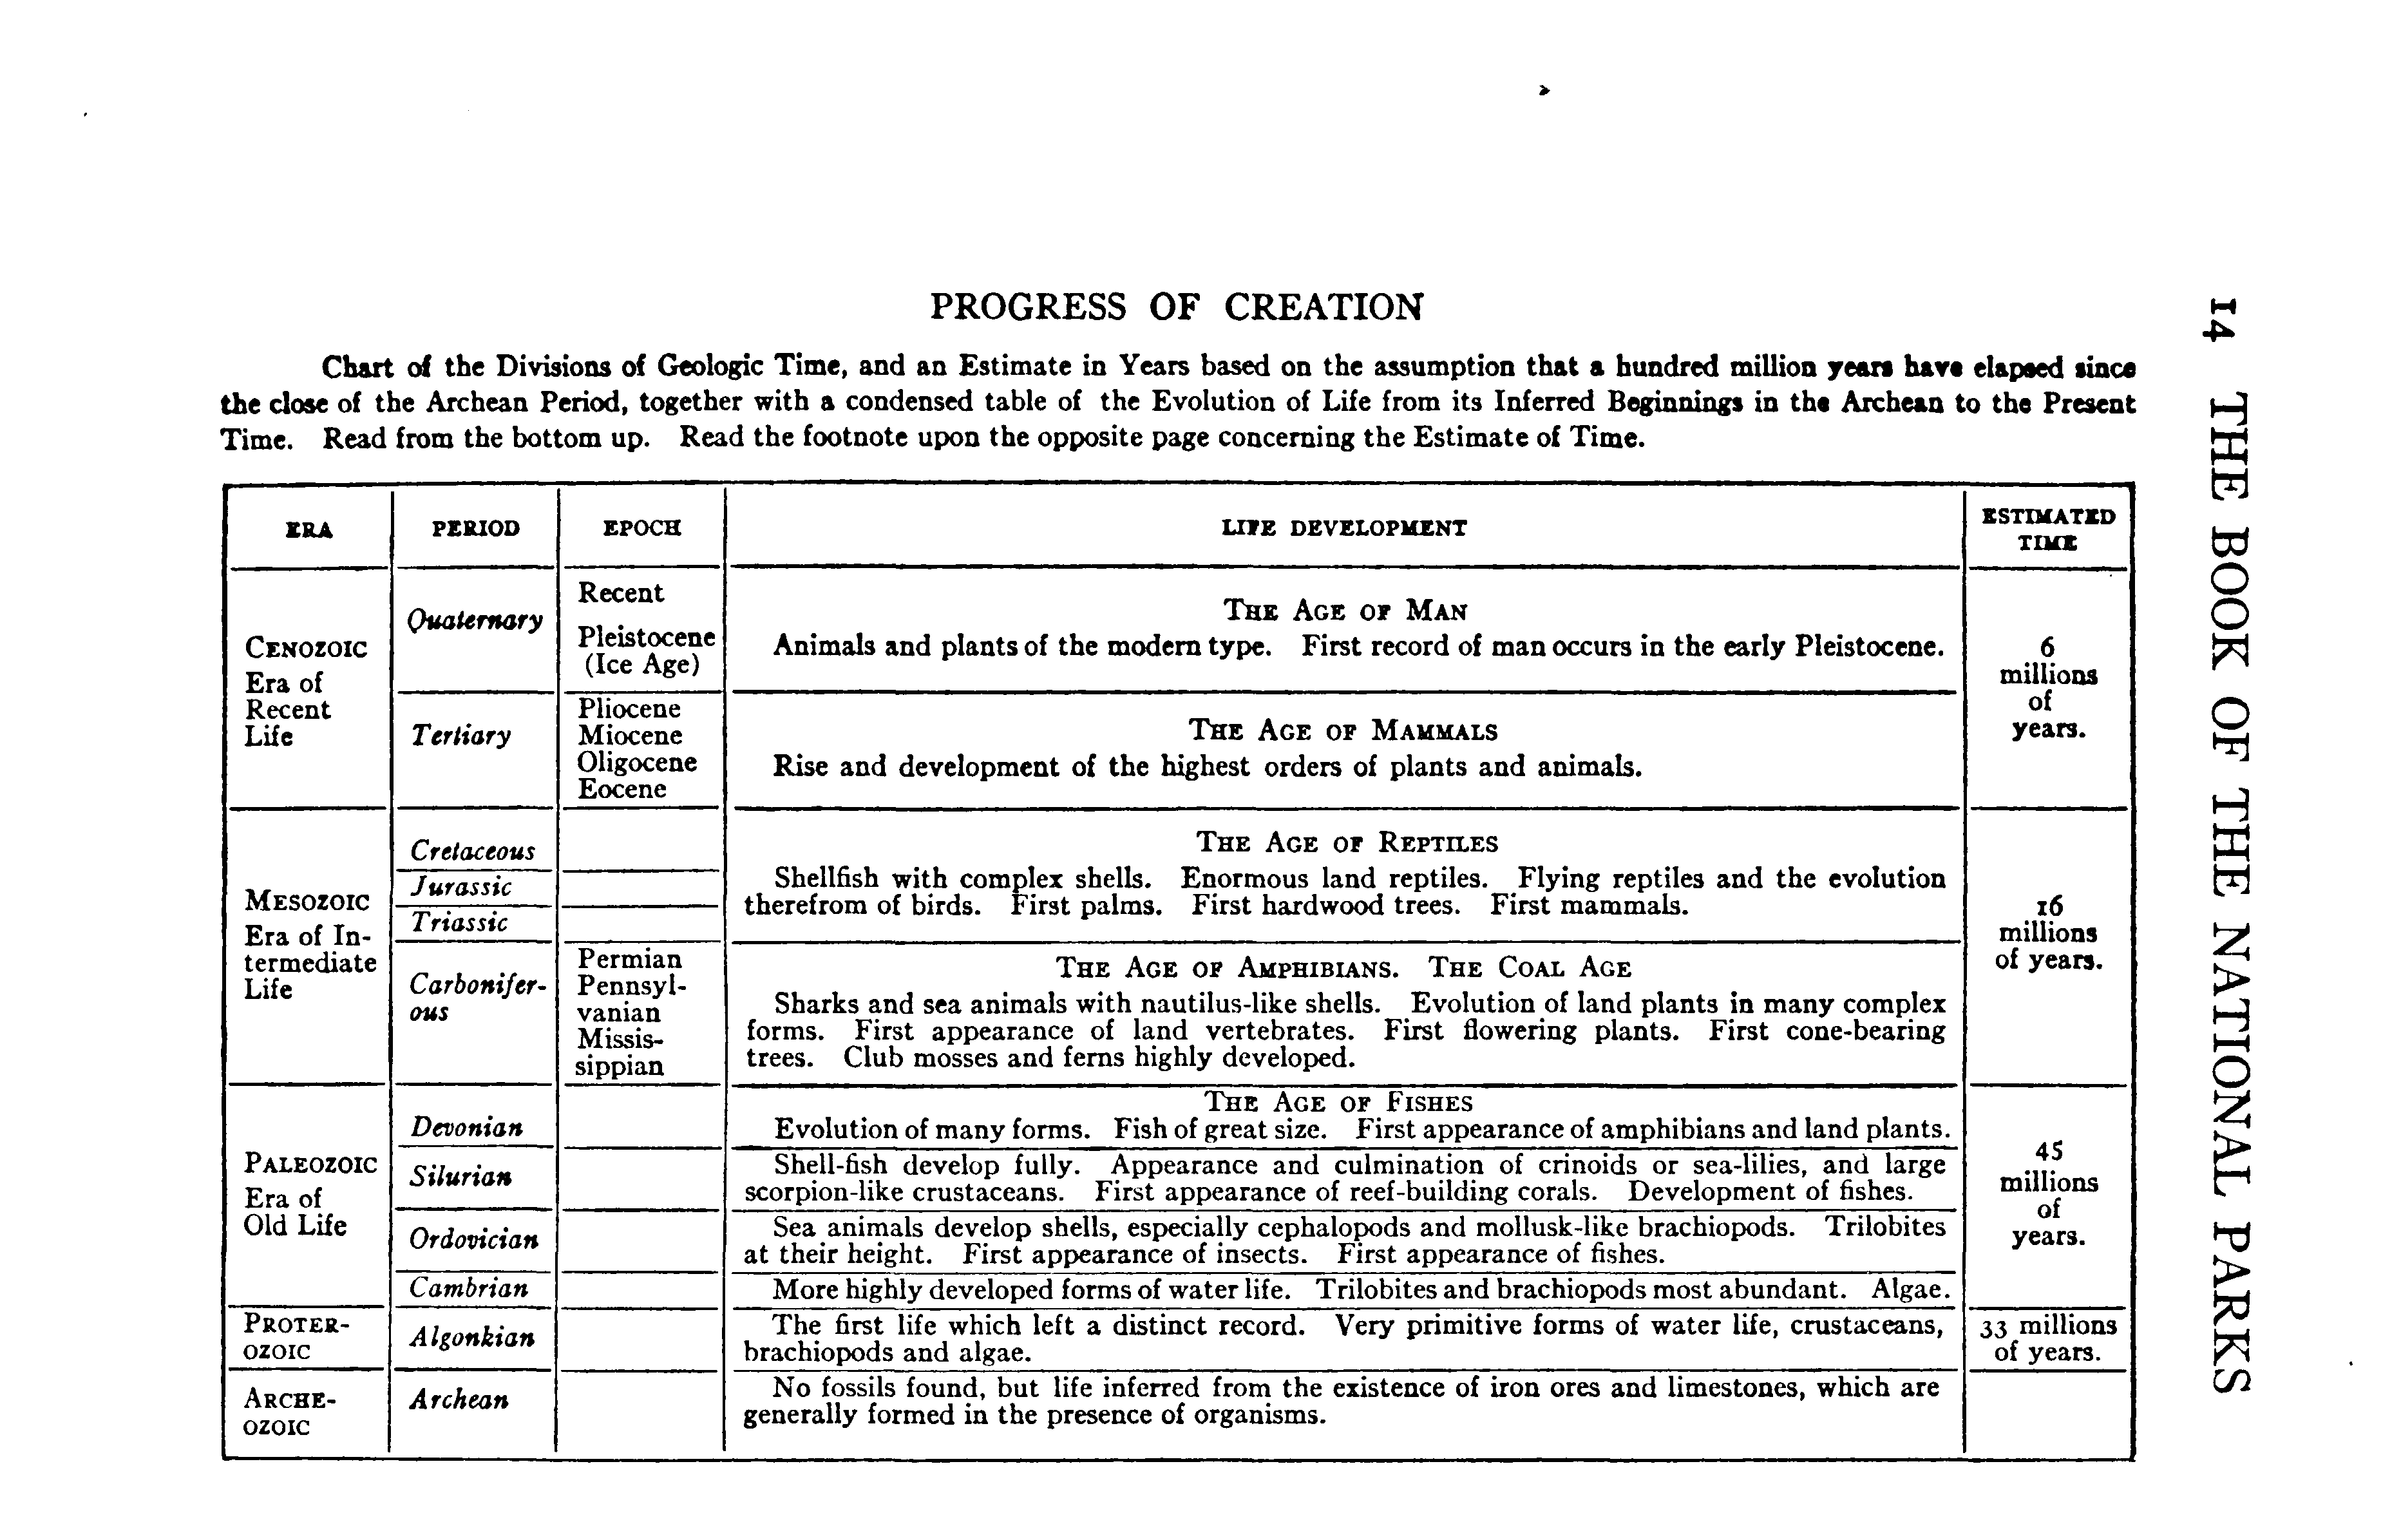 PROGRESS OF CREATION
Chart of the Divisions of Geologic Time, and an Estimate in Years based on the assumption that a hundred million years have elapsed since
the close of the Archean Period, together with a condensed table of the Evolution of Life from its Inferred Beginnings in the Archean to the Present
Time. Read from the bottom up. Read the footnote upon the opposite page concerning the Estimate of Time.
ERA
PERIOD
EPOCH
LIFE DEVELOPMENT
ESTIMATED
TIME
CENOZOIC
Era of
Recent
Life
Quaternary
Recent
Pleistocene
(Ice Age)
THE AGE OF MAN
Animals and plants of the modern type. First record of man occurs in the early Pleistocene.
6
millions
of
years.
Tertiary
Pliocene
Miocene
Oligocene
Eocene
THE AGE OF MAMMALS
Rise and development of the highest orders of plants and animals.
MESOZOIC
Era of In-
termediate
Life
Cretaceous
Jurassic
Triassic
THE AGE OF REPTILES
Shellfish with complex shells. Enormous land reptiles. Flying reptiles and the evolution
therefrom of birds. First palms. First hardwood trees. First mammals.
16
millions
of years.
Carbonifer-
ous
Permian
Pennsyl-
vanian
Missis-
sippian
THE AGE OF AMPHIBIANS. THE COAL AGE
Sharks and sea animals with nautilus-like shells. Evolution of land plants in many complex
forms. First appearance of land vertebrates. First flowering plants. First cone-bearing
trees. Club mosses and ferns highly developed.
PALEOZOIC
Era of
Old Life
Devonian
THE AGE OF FISHES
Evolution of many forms. Fish of great size. First appearance of amphibians and land plants.
45
millions
of
years.
Silurian
Shell-fish develop fully. Appearance and culmination of crinoids or sea-lilies, and large
scorpion-like crustaceans. First appearance of reef-building corals. Development of fishes.
Ordovician
Sea animals develop shells, especially cephalopods and mollusk-like brachiopods. Trilobites
at their height. First appearance of insects. First appearance of fishes.
Cambrian
More highly developed forms of water life. Trilobites and brachiopods most abundant. Algae.
PROTER-
OZOIC
Algonkian
The first life which left a distinct record. Very primitive forms of water life, crustaceans,
brachiopods and algae.
33 millions
of years.
ARCHE-
OZOIC
Archean
No fossils found, but life inferred from the existence of iron ores and limestones, which are
generally formed in the presence of organisms.
14 THE BOOK OF THE NATIONAL PARKS